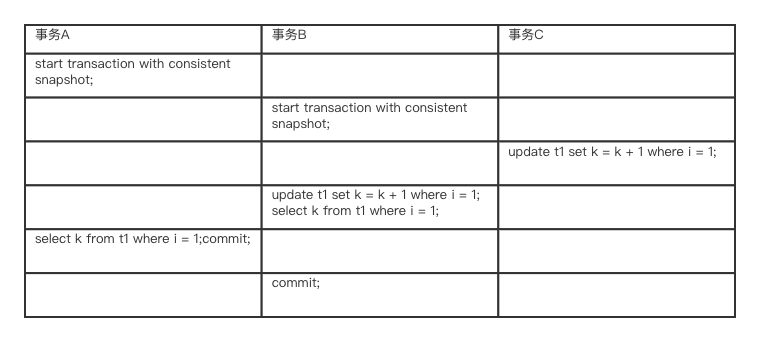 事务A
事务B
事务C
start transaction with consistent
snapshot;
start transaction with consistent
snapshot;
update t1 set k = k + 1 where i = 1;
update t1 set k = k + 1 where i = 1;
select k from t1 where i = 1;
select k from t1 where i = 1;commit;
commit;